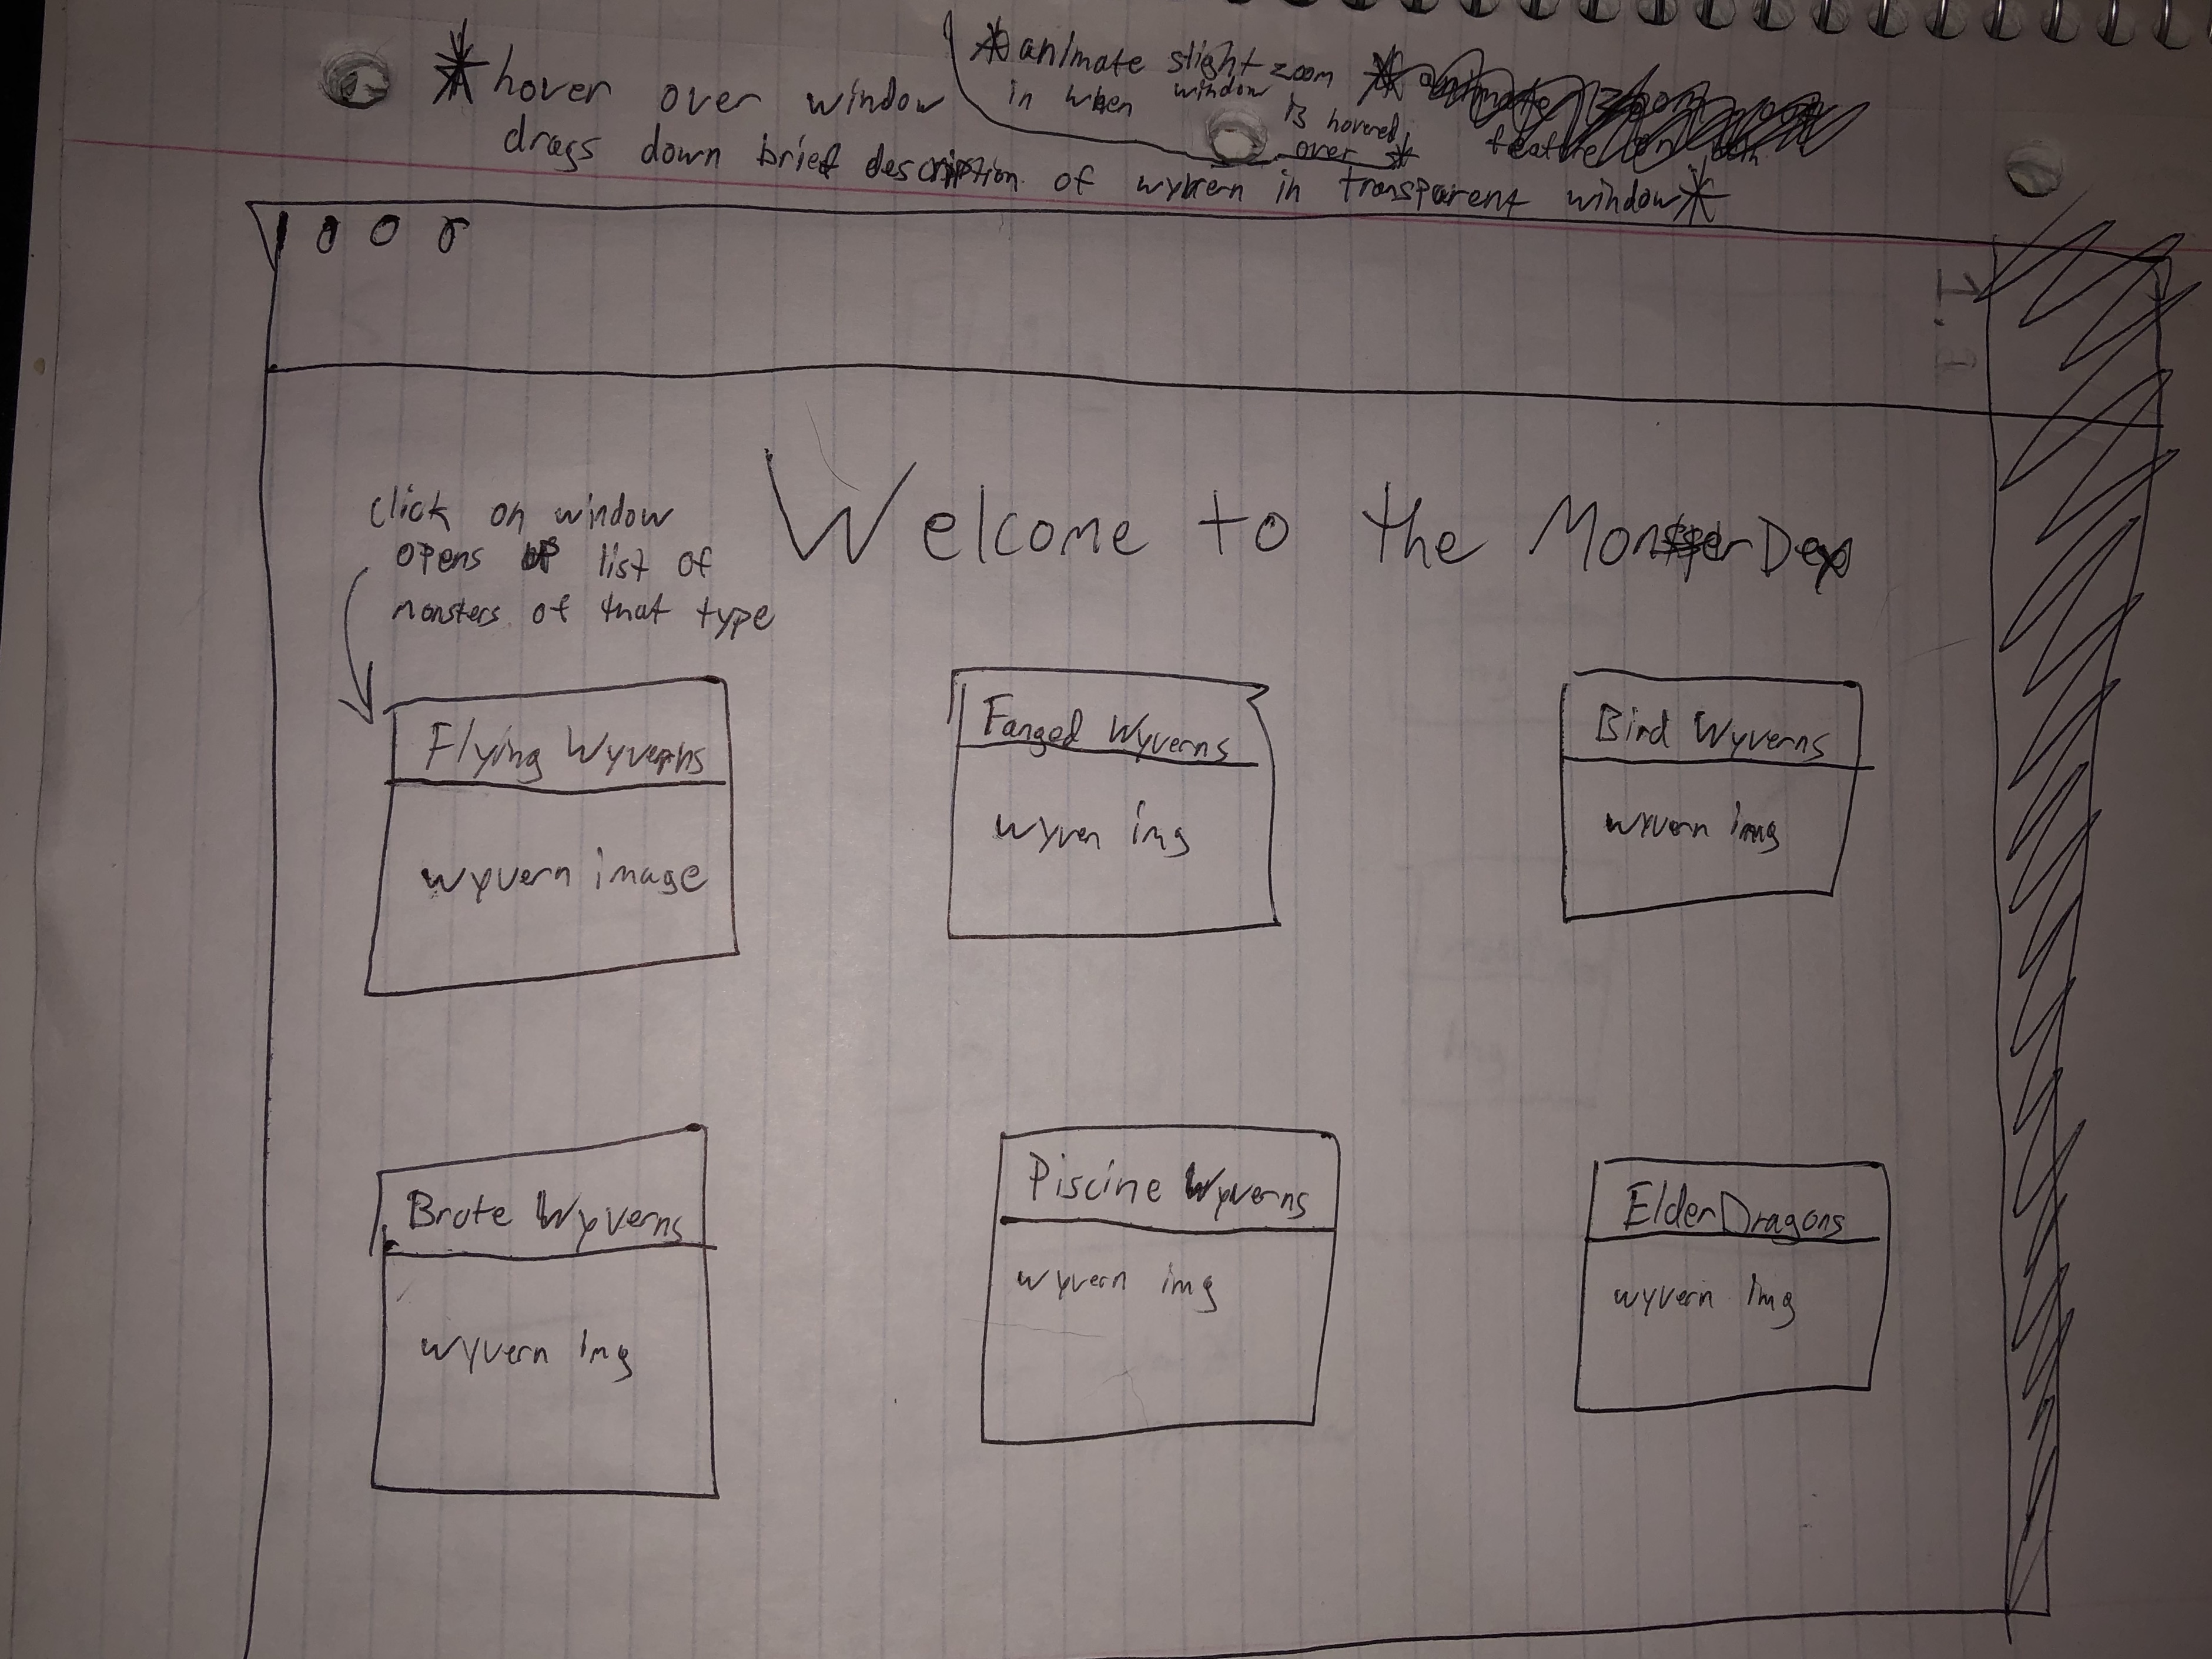 *hover over window
drags down brief description of wyvern in transparent window*
*animate slight zoom
in when window
is hovered
over *
Welcome to the MonsterDex
click on window
opens up list of
monsters of that type
Flying Wyverns
wyvern image
Fanged Wyverns
wyven img
Bird Wyverns
wyvern img
Brute Wyverns
wyvern img
Piscine Wyverns
wyvern img
Elder Dragons
wyvern img